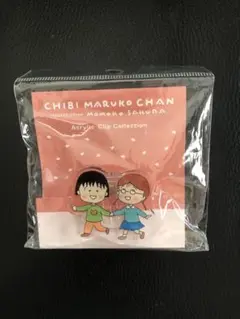 CHIBI MARUKO CHAN
Momoko Sakura
Acrylic Clip Collection